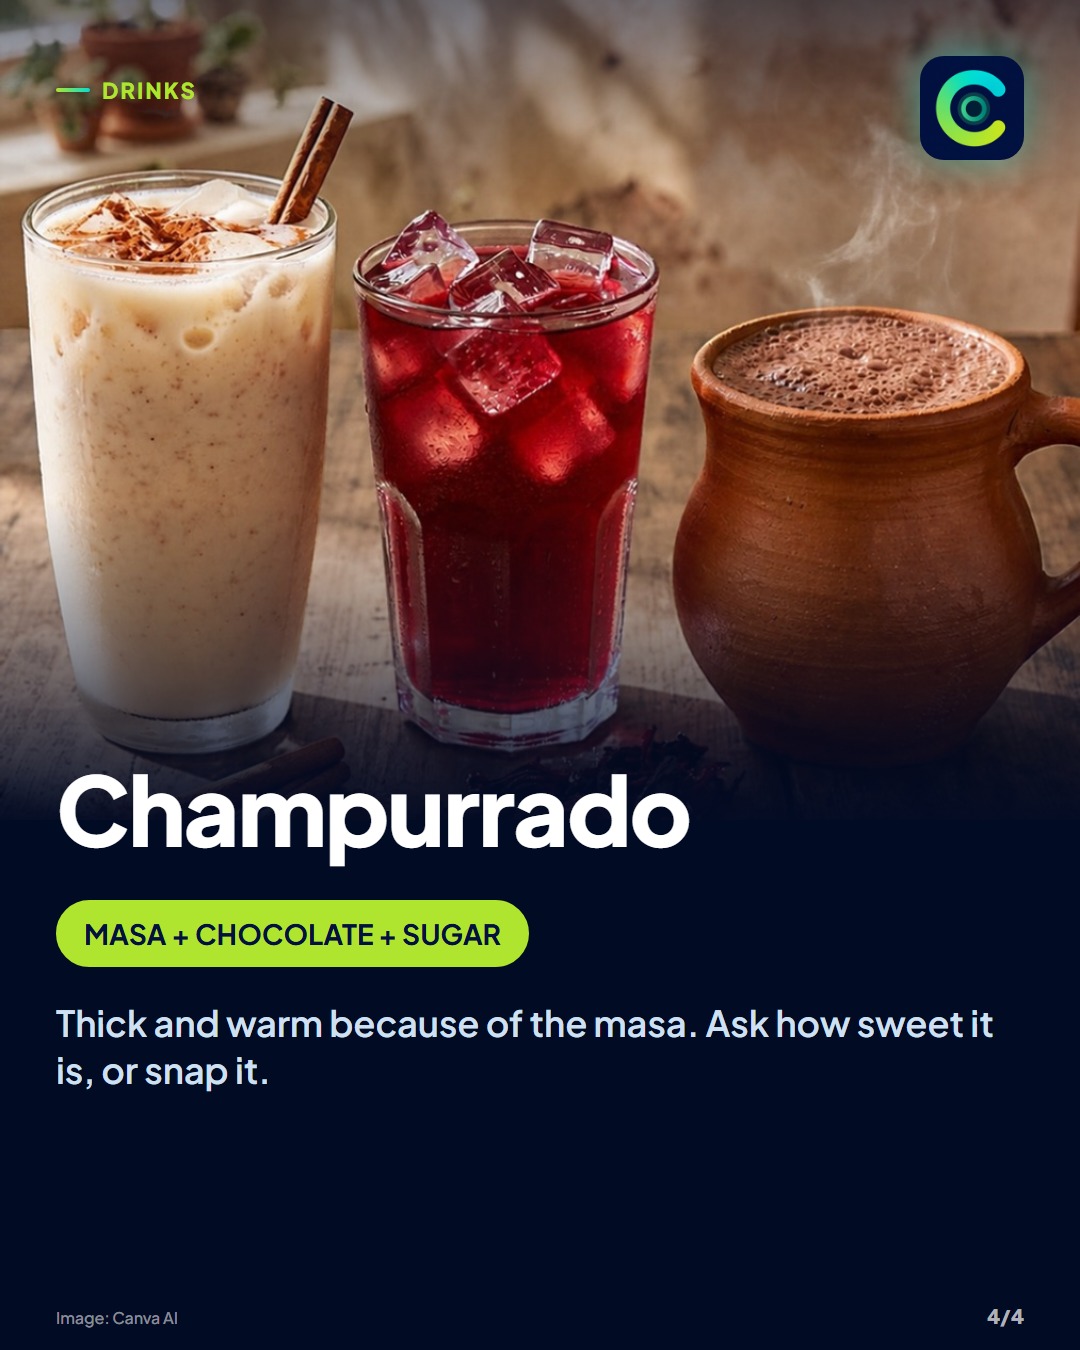 DRINKS
Champurrado
MASA + CHOCOLATE + SUGAR
Thick and warm because of the masa. Ask how sweet it
is, or snap it.
Image: Canva AI
4/4